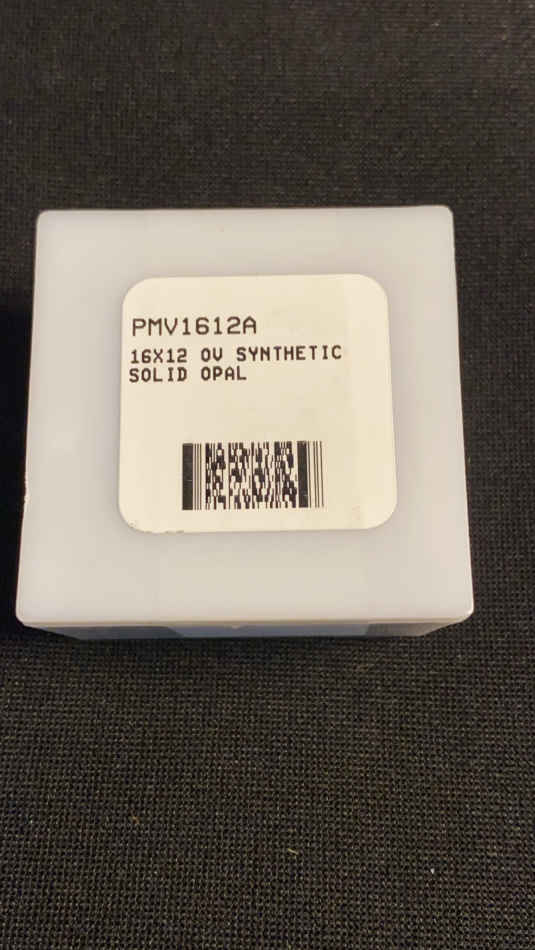 PMV1612A
16X12 OV SYNTHETIC
SOLID OPAL